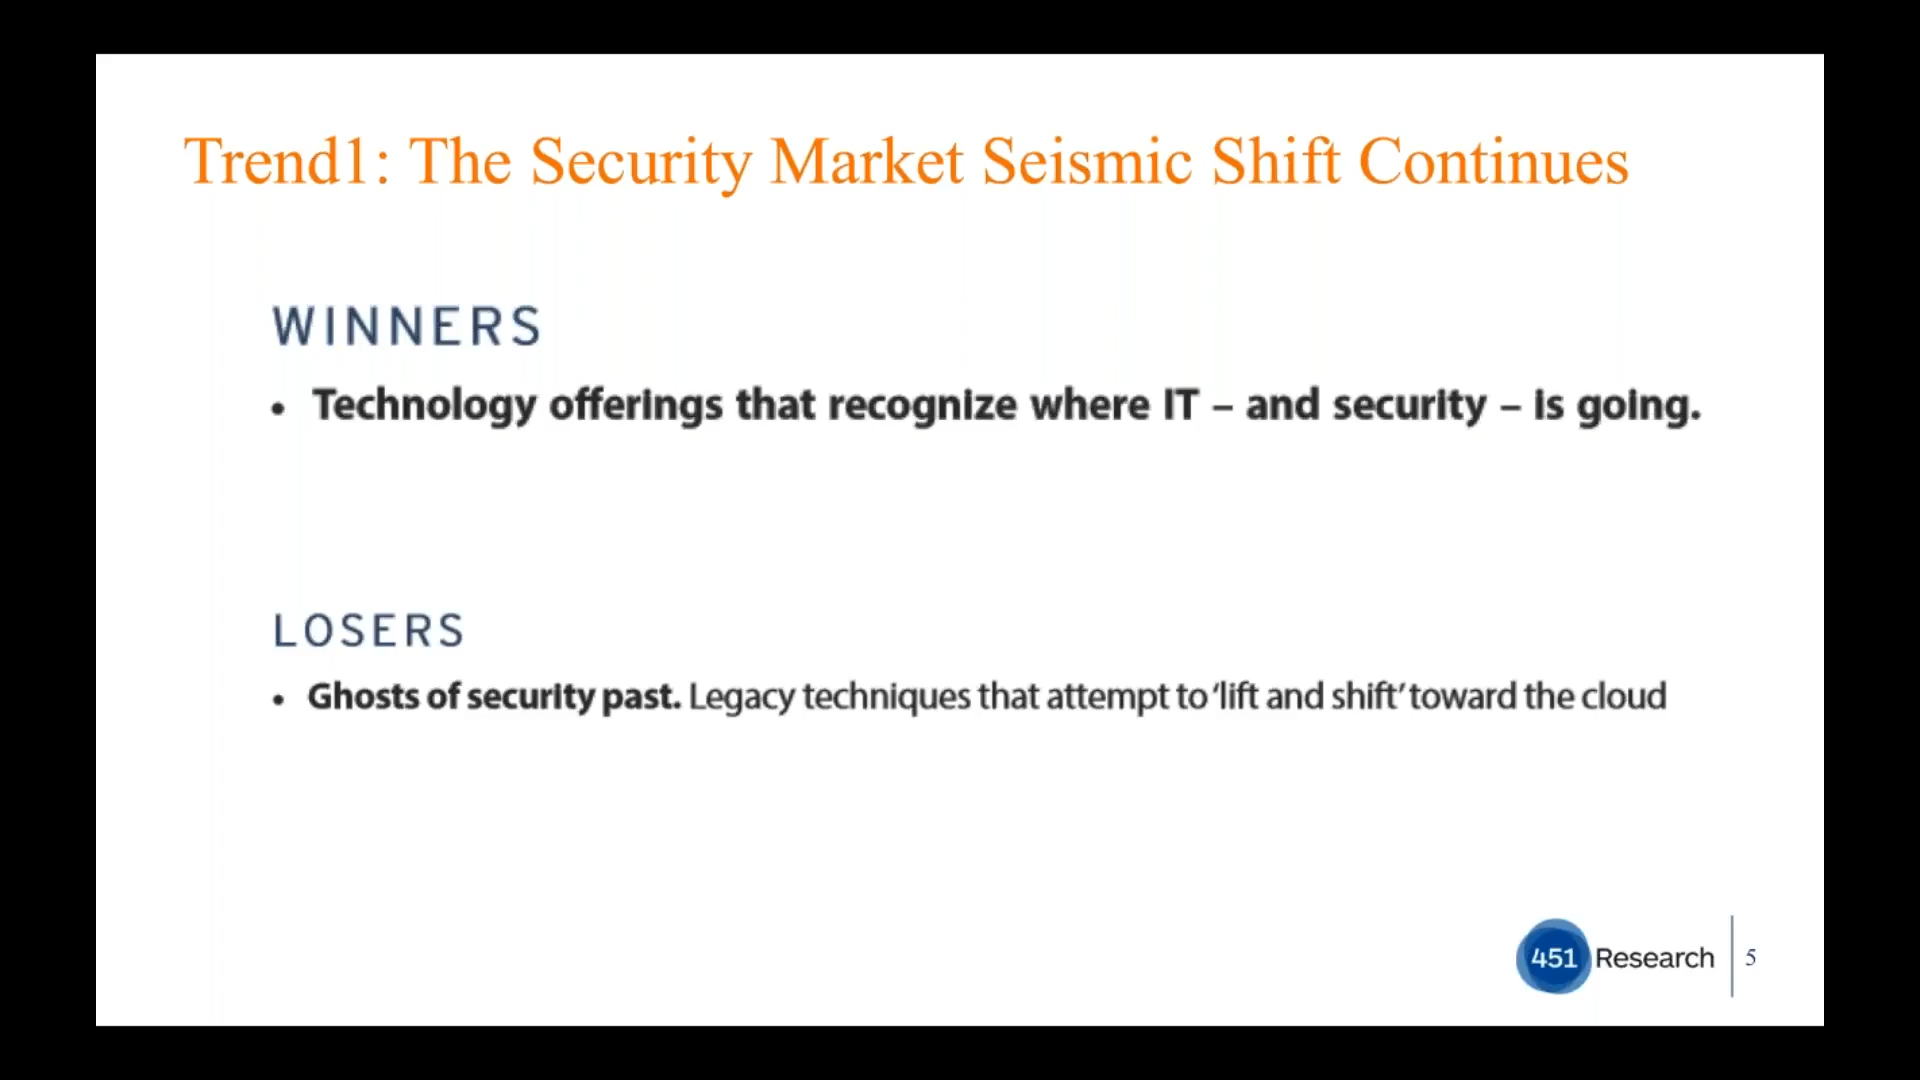 Trend1: The Security Market Seismic Shift Continues
WINNERS
• Technology offerings that recognize where IT – and security – is going.
LOSERS
• Ghosts of security past. Legacy techniques that attempt to ‘lift and shift’ toward the cloud
451 Research 5